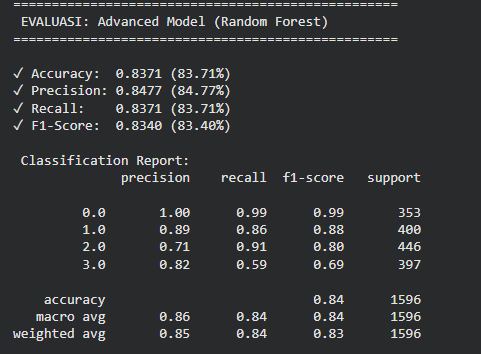 ==================================================
EVALUASI: Advanced Model (Random Forest)
==================================================
✓ Accuracy:  0.8371 (83.71%)
✓ Precision: 0.8477 (84.77%)
✓ Recall:    0.8371 (83.71%)
✓ F1-Score:  0.8340 (83.40%)
Classification Report:
              precision    recall  f1-score   support
         0.0       1.00      0.99      0.99       353
         1.0       0.89      0.86      0.88       400
         2.0       0.71      0.91      0.80       446
         3.0       0.82      0.59      0.69       397
    accuracy                           0.84      1596
   macro avg       0.86      0.84      0.84      1596
weighted avg       0.85      0.84      0.83      1596